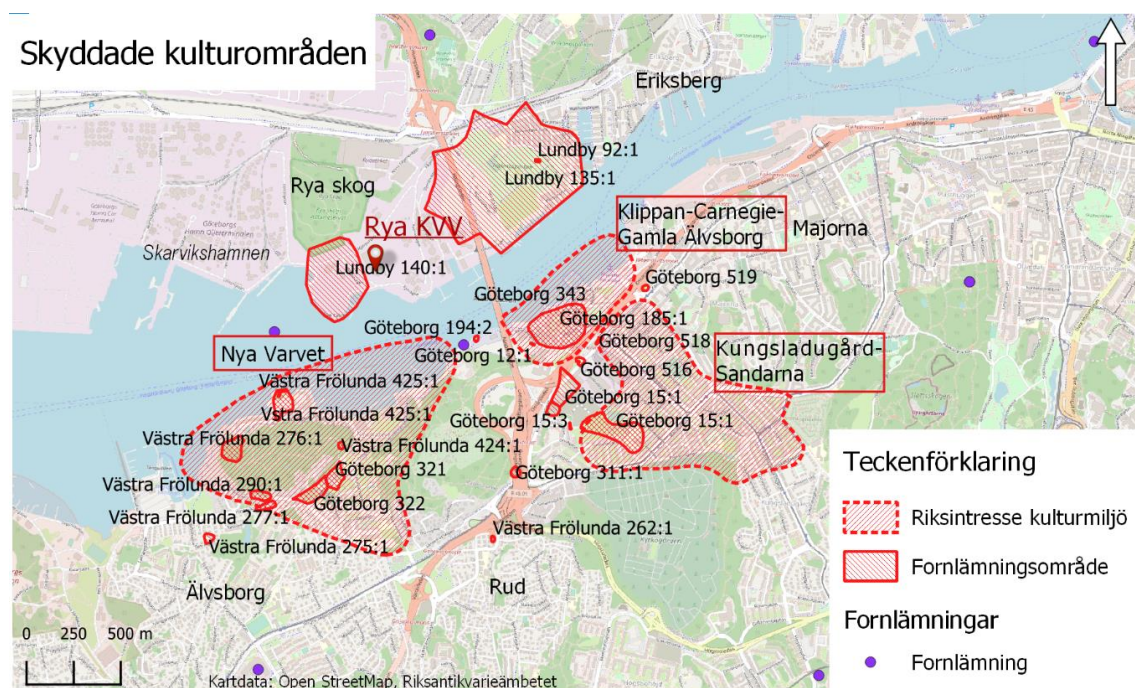 Skyddade kulturområden
Eriksberg
Lundby 92:1
Lundby 135:1
Rya skog
Rya KVV
Klippan-Carnegie-
Gamla Älvsborg
Majorna
Skarvikshamnen
Lundby 140:1
Göteborg 519
Göteborg 343
Göteborg 185:1
Göteborg 194:2
Göteborg 518
Kungsladugård-
Sandarna
Nya Varvet
Göteborg 12:1
Göteborg 516
Västra Frölunda 425:1
Göteborg 15:1
Vstra Frölunda 425:1
Göteborg 15:3
Göteborg 15:1
Västra Frölunda 276:1
Västra Frölunda 424:1
Göteborg 321
Göteborg 311:1
Västra Frölunda 290:1
Göteborg 322
Västra Frölunda 277:1
Västra Frölunda 262:1
Västra Frölunda 275:1
Älvsborg
Rud
0 250 500 m
Kartdata: Open StreetMap, Riksantikvarieämbetet
Teckenförklaring
Riksintresse kulturmiljö
Fornlämningsområde
Fornlämningar
Fornlämning